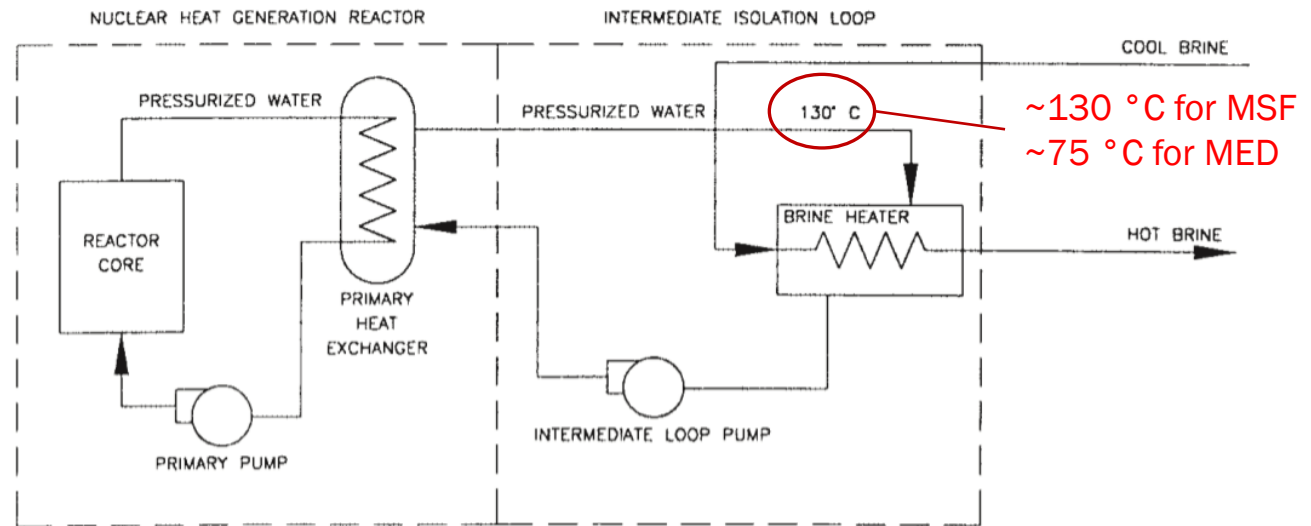 NUCLEAR HEAT GENERATION REACTOR
INTERMEDIATE ISOLATION LOOP
COOL BRINE
PRESSURIZED WATER
PRESSURIZED WATER
130° C
~130 °C for MSF
~75 °C for MED
REACTOR
CORE
BRINE HEATER
HOT BRINE
PRIMARY
HEAT
EXCHANGER
PRIMARY PUMP
INTERMEDIATE LOOP PUMP